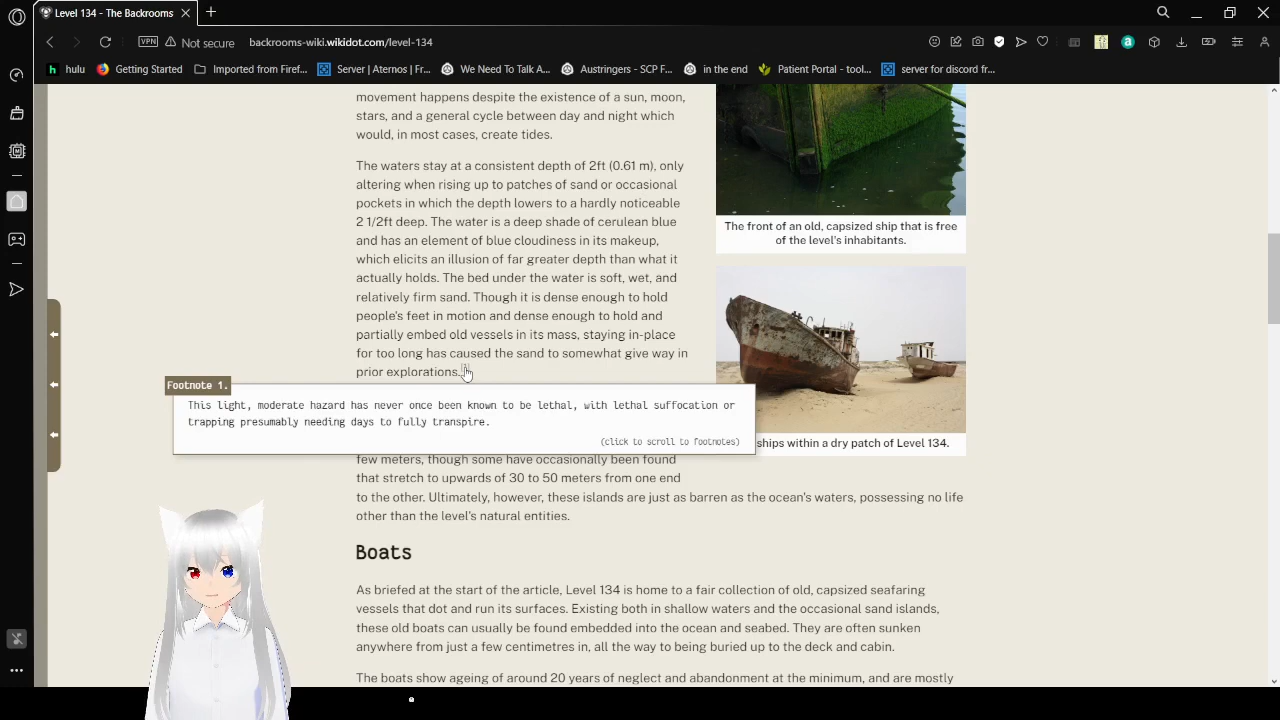 Level 134 - The Backrooms
VPN
Not secure
backrooms-wiki.wikidot.com/level-134
hulu
Getting Started
Imported from Firef...
Server | Aternos | Fr...
We Need To Talk A...
Austringers - SCP F...
in the end
Patient Portal - tool...
server for discord fr...
movement happens despite the existence of a sun, moon,
stars, and a general cycle between day and night which
would, in most cases, create tides.
The waters stay at a consistent depth of 2ft (0.61 m), only
altering when rising up to patches of sand or occasional
pockets in which the depth lowers to a hardly noticeable
2 1/2ft deep. The water is a deep shade of cerulean blue
and has an element of blue cloudiness in its makeup,
which elicits an illusion of far greater depth than what it
actually holds. The bed under the water is soft, wet, and
relatively firm sand. Though it is dense enough to hold
people's feet in motion and dense enough to hold and
partially embed old vessels in its mass, staying in-place
for too long has caused the sand to somewhat give way in
prior explorations.
The front of an old, capsized ship that is free
of the level's inhabitants.
ships within a dry patch of Level 134.
Footnote 1.
This light, moderate hazard has never once been known to be lethal, with lethal suffocation or
trapping presumably needing days to fully transpire.
(click to scroll to footnotes)
few meters, though some have occasionally been found
that stretch to upwards of 30 to 50 meters from one end
to the other. Ultimately, however, these islands are just as barren as the ocean's waters, possessing no life
other than the level's natural entities.
Boats
As briefed at the start of the article, Level 134 is home to a fair collection of old, capsized seafaring
vessels that dot and run its surfaces. Existing both in shallow waters and the occasional sand islands,
these old boats can usually be found embedded into the ocean and seabed. They are often sunken
anywhere from just a few centimetres in, all the way to being buried up to the deck and cabin.
The boats show ageing of around 20 years of neglect and abandonment at the minimum, and are mostly